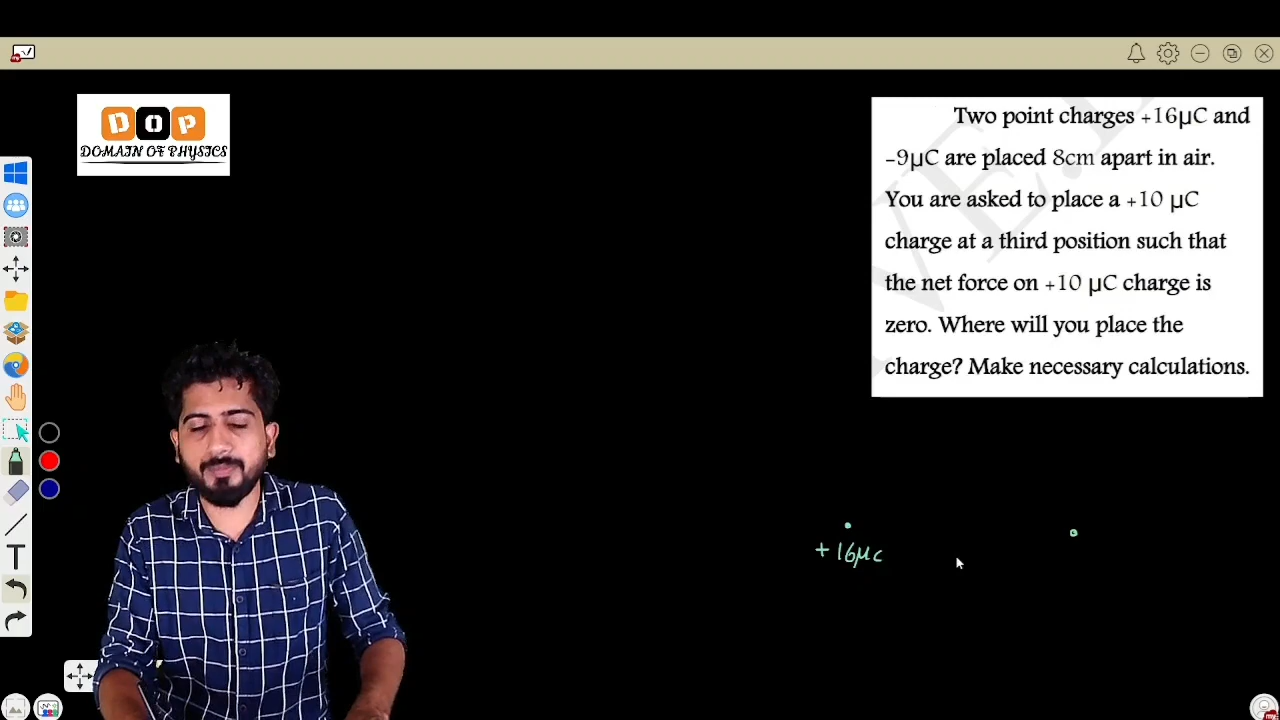 DOP
DOMAIN OF PHYSICS
Two point charges +16μC and
-9μC are placed 8cm apart in air.
You are asked to place a +10 μC
charge at a third position such that
the net force on +10 μC charge is
zero. Where will you place the
charge? Make necessary calculations.
+16μc